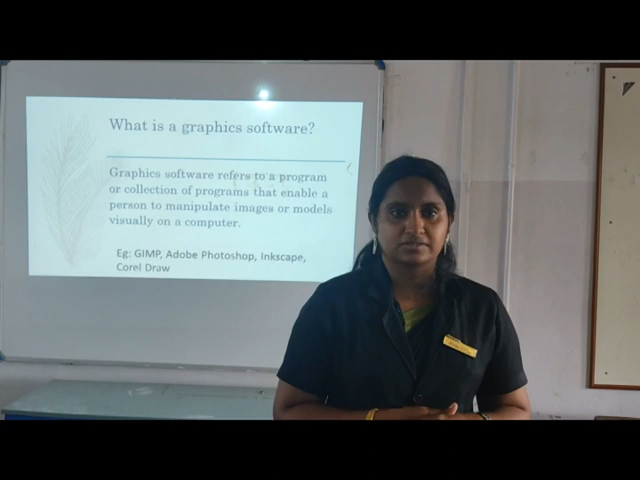 What is a graphics software?
Graphics software refers to a program
or collection of programs that enable a
person to manipulate images or models
visually on a computer.
Eg: GIMP, Adobe Photoshop, Inkscape,
Corel Draw